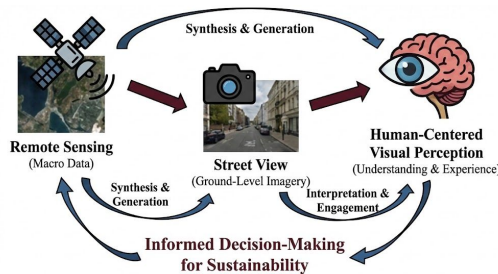 Synthesis & Generation
Remote Sensing
(Macro Data)
Street View
(Ground-Level Imagery)
Human-Centered
Visual Perception
(Understanding & Experience)
Synthesis &
Generation
Interpretation &
Engagement
Informed Decision-Making
for Sustainability